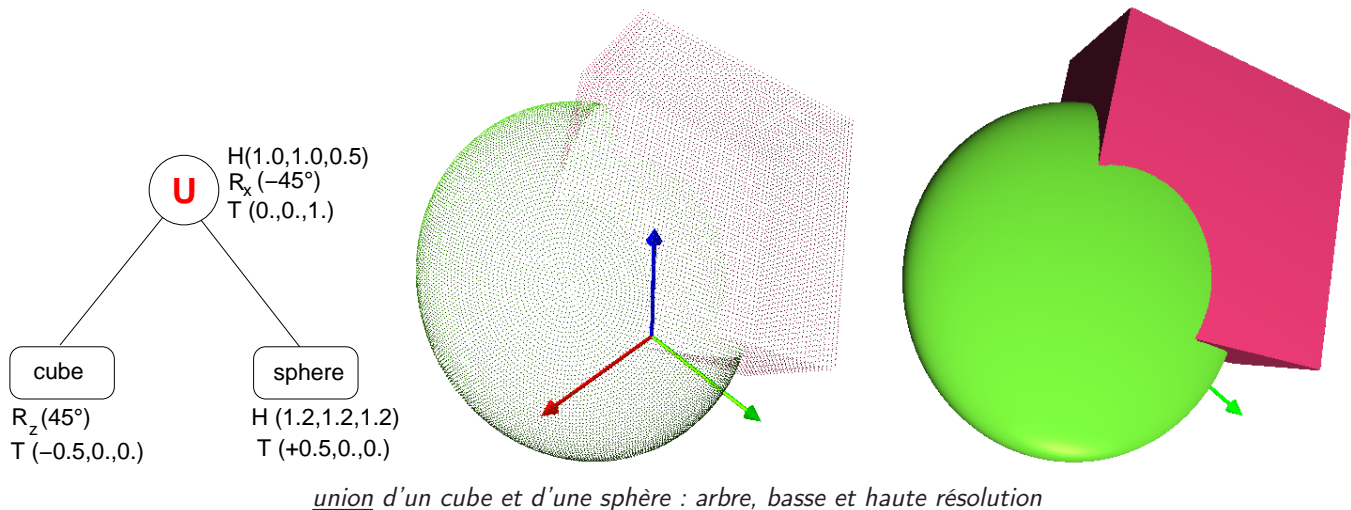 H(1.0,1.0,0.5)
U
Rx(−45°)
T (0.,0.,1.)
cube
sphere
Rz(45°)
T (−0.5,0.,0.)
H (1.2,1.2,1.2)
T (+0.5,0.,0.)
union d'un cube et d'une sphère : arbre, basse et haute résolution